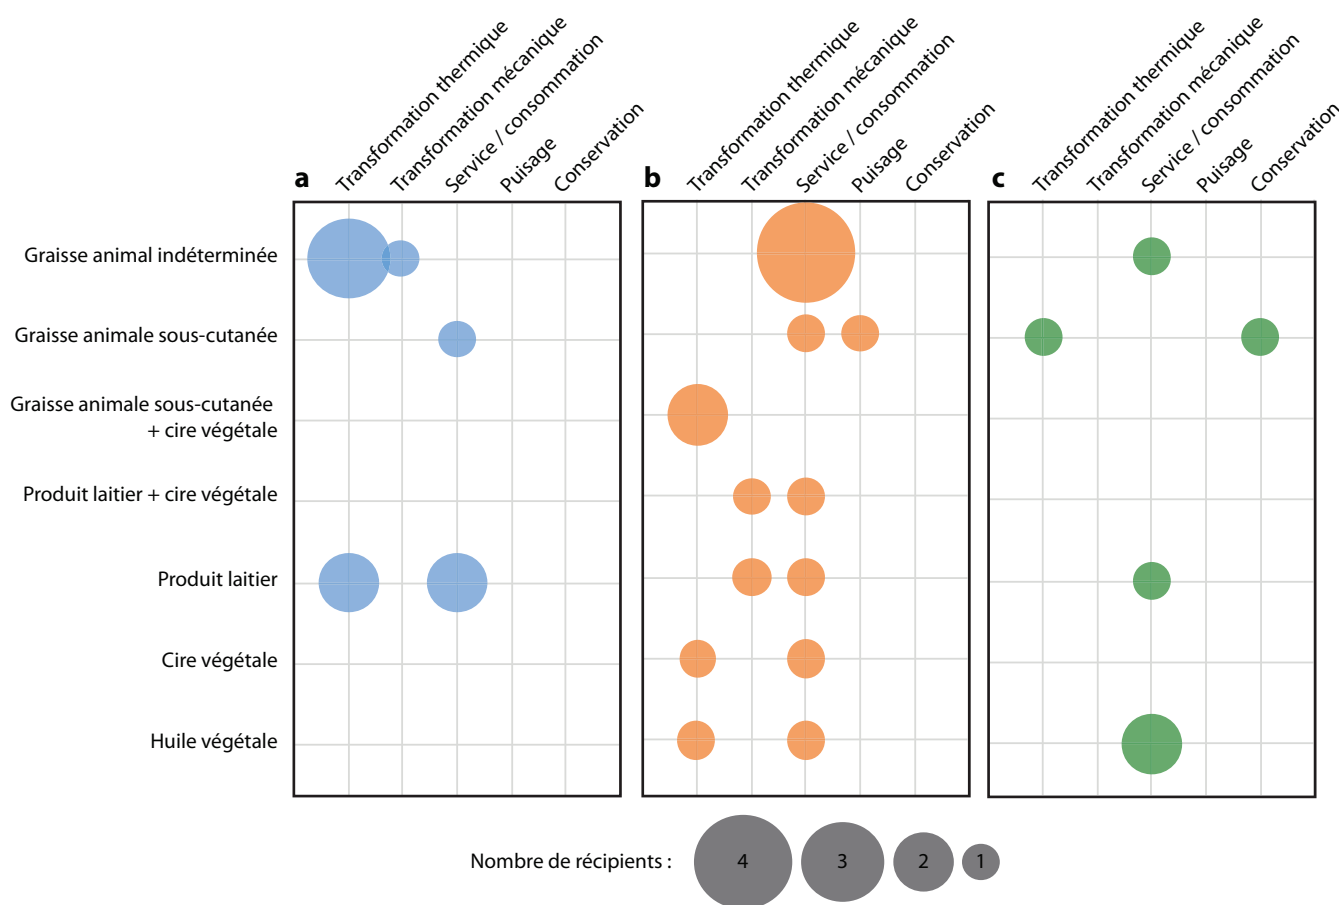 a
Transformation thermique
Transformation mécanique
Service / consommation
Puisage
Conservation
b
Transformation thermique
Transformation mécanique
Service / consommation
Puisage
Conservation
c
Transformation thermique
Transformation mécanique
Service / consommation
Puisage
Conservation
Graisse animal indéterminée
Graisse animale sous-cutanée
Graisse animale sous-cutanée
+ cire végétale
Produit laitier + cire végétale
Produit laitier
Cire végétale
Huile végétale
Nombre de récipients : 4 3 2 1